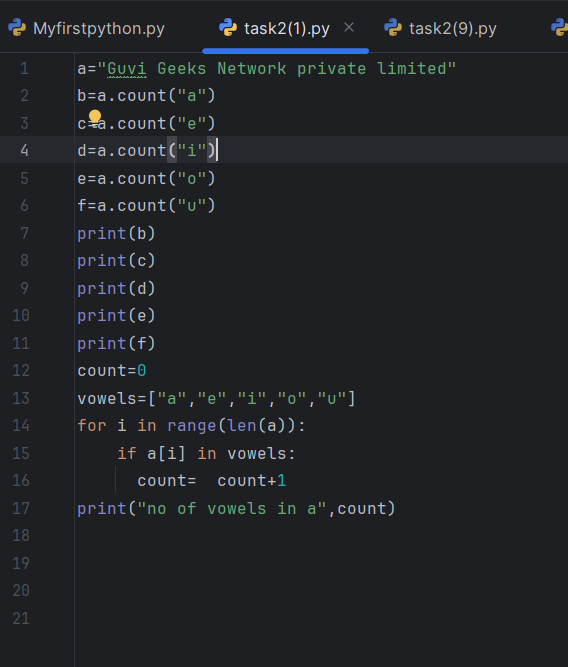 Myfirstpython.py task2(1).py task2(9).py
1 a="Guvi Geeks Network private limited"
2 b=a.count("a")
3 c=a.count("e")
4 d=a.count("i")
5 e=a.count("o")
6 f=a.count("u")
7 print(b)
8 print(c)
9 print(d)
10 print(e)
11 print(f)
12 count=0
13 vowels=["a","e","i","o","u"]
14 for i in range(len(a)):
15     if a[i] in vowels:
16       count=  count+1
17 print("no of vowels in a",count)
18
19
20
21